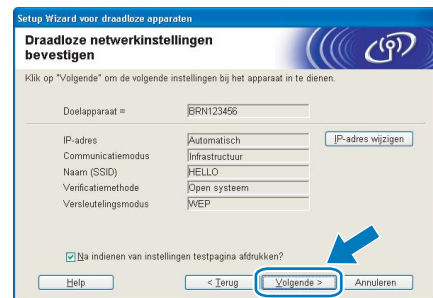 Setup Wizard voor draadloze apparaten
Draadloze netwerkinstellingen
bevestigen
Klik op "Volgende" om de volgende instellingen bij het apparaat in te dienen.
Doelapparaat = BRN123456
IP-adres Automatisch IP-adres wijzigen
Communicatiemodus Infrastructuur
Naam (SSID) HELLO
Verificatiemethode Open systeem
Versleutelingsmodus WEP
Na indienen van instellingen testpagina afdrukken?
Help < Terug Volgende > Annuleren